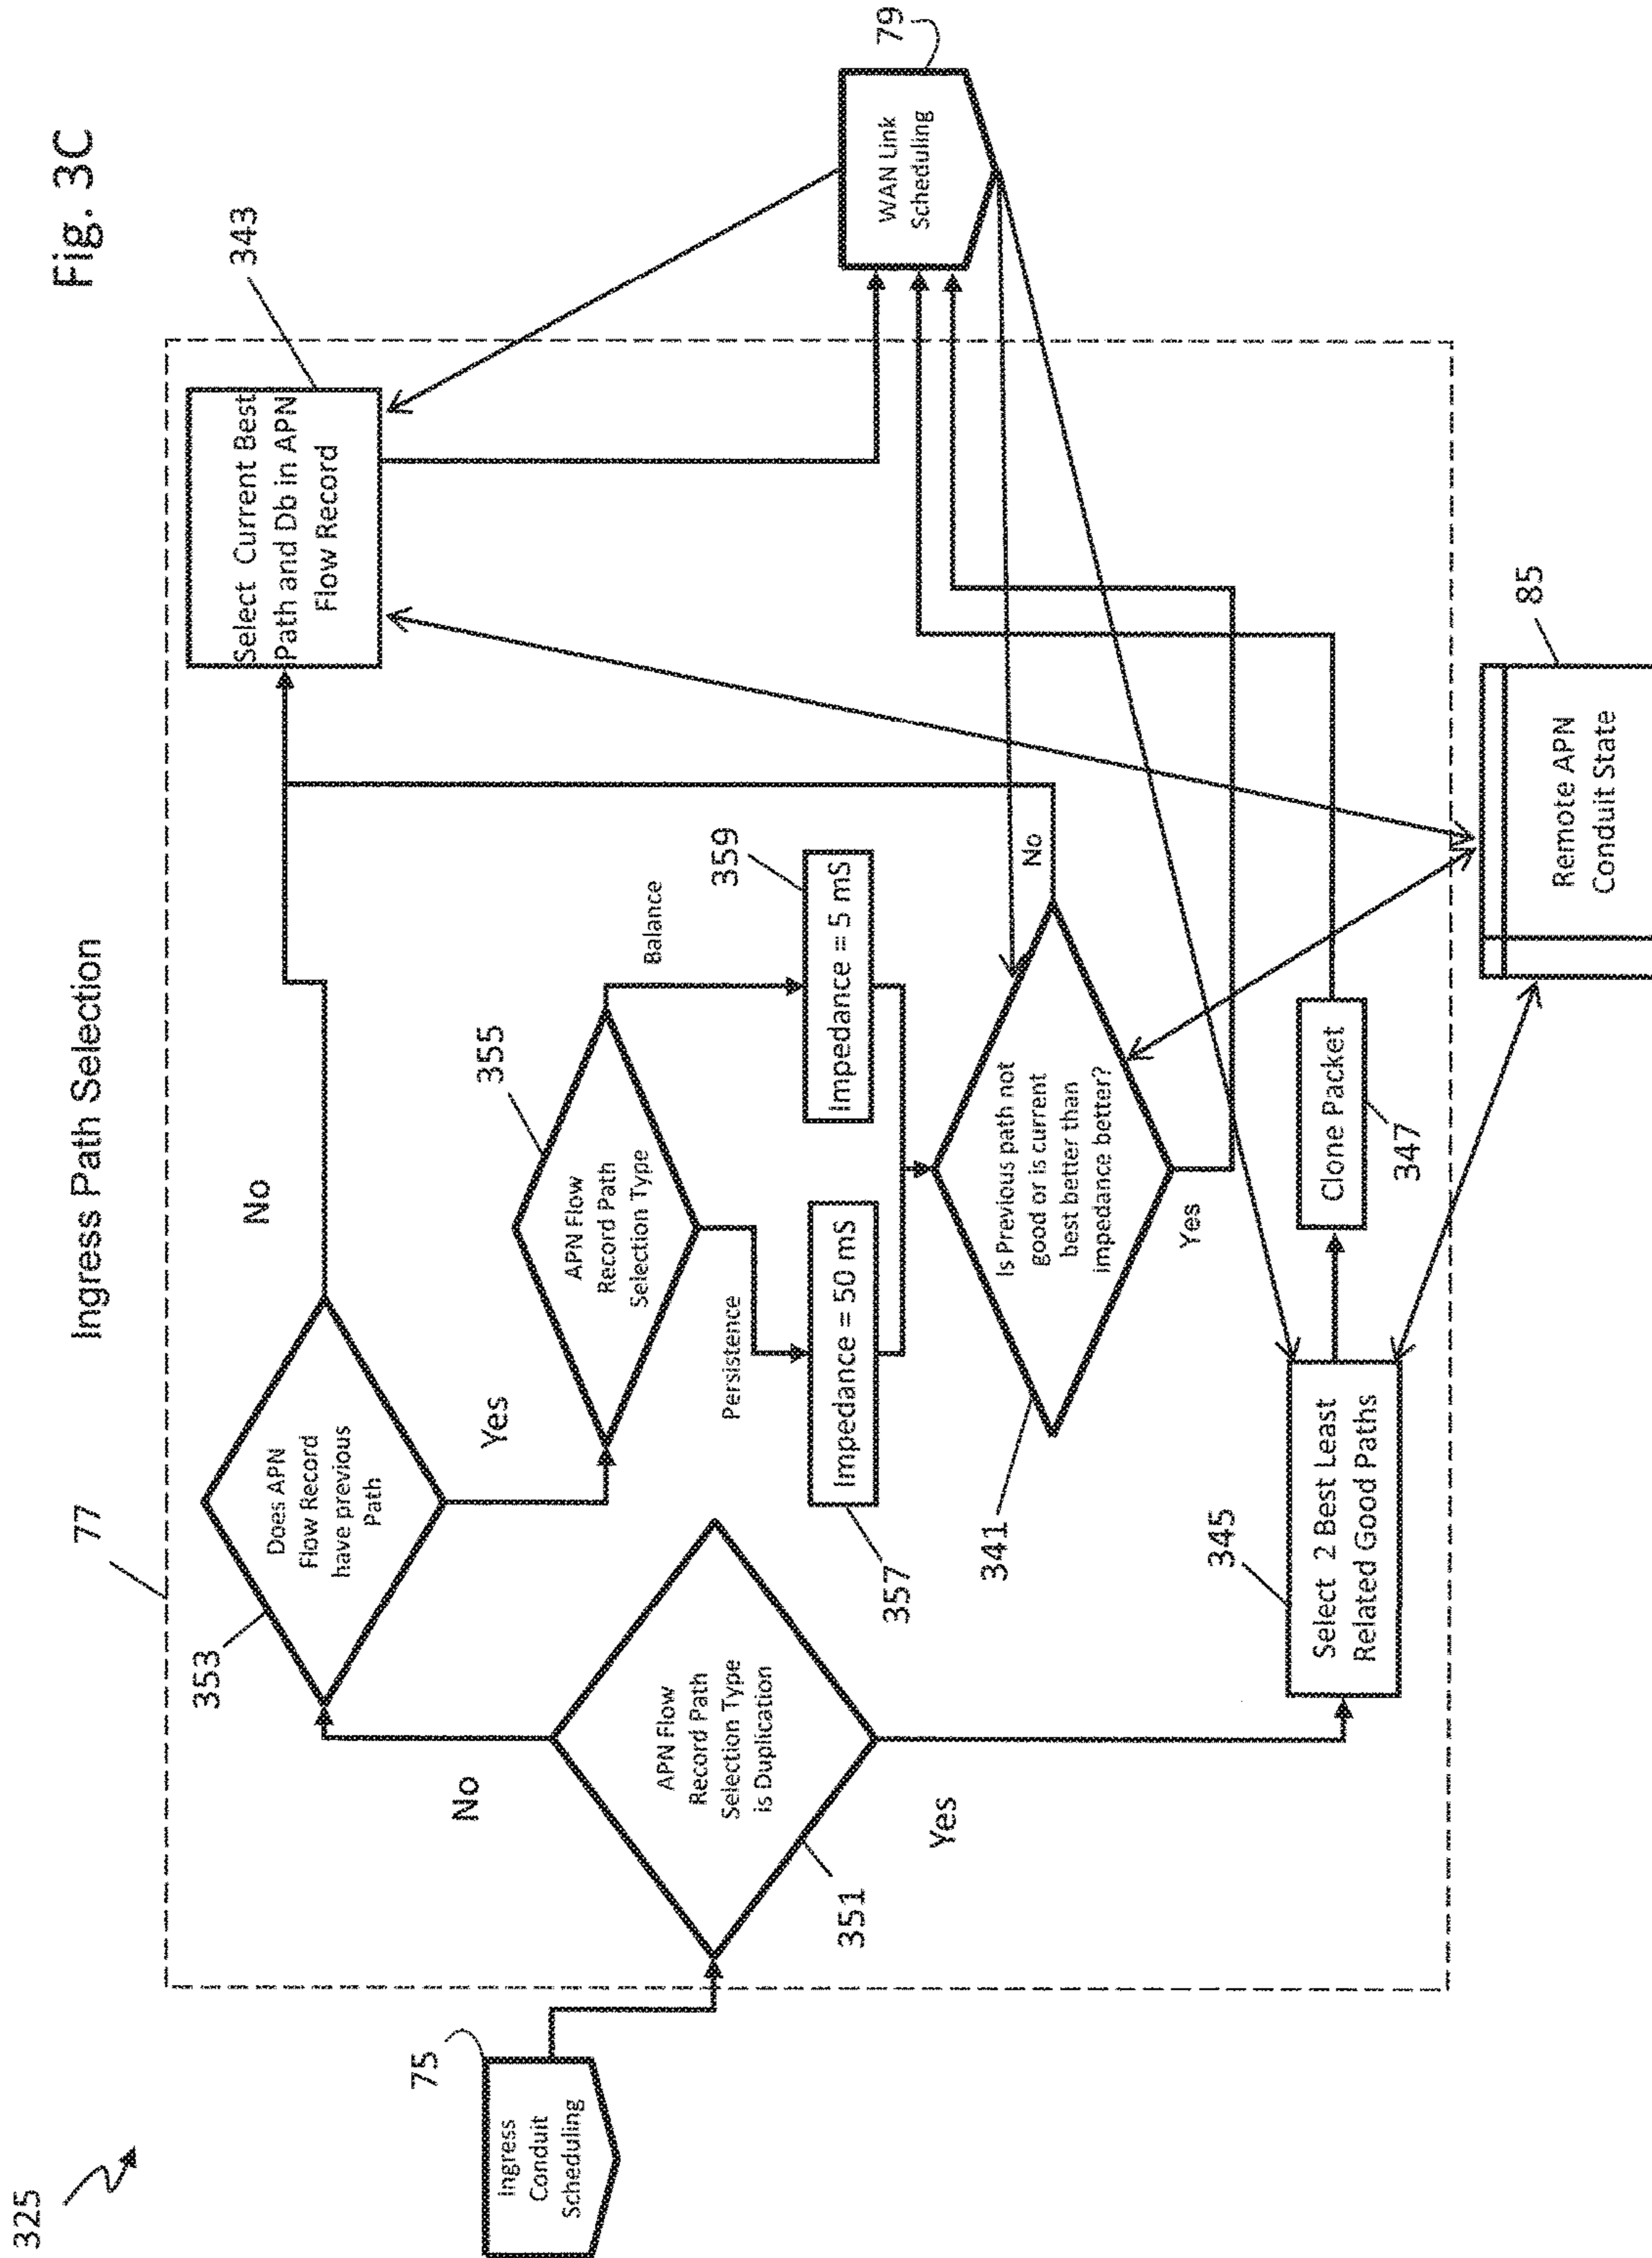 Fig. 3C
Ingress Path Selection
325
77
75
Ingress
Conduit
Scheduling
351
APN Flow
Record Path
Selection Type
is Duplication
No
Yes
353
Does APN
Flow Record
have previous
Path
No
Yes
355
APN Flow
Record Path
Selection Type
Persistence
Balance
357
Impedance = 50 mS
359
Impedance = 5 mS
341
Is Previous path not
good or is current
best better than
impedance better?
No
Yes
343
Select Current Best
Path and Db in APN
Flow Record
345
Select 2 Best Least
Related Good Paths
Clone Packet
347
79
WAN Link
Scheduling
85
Remote APN
Conduit State